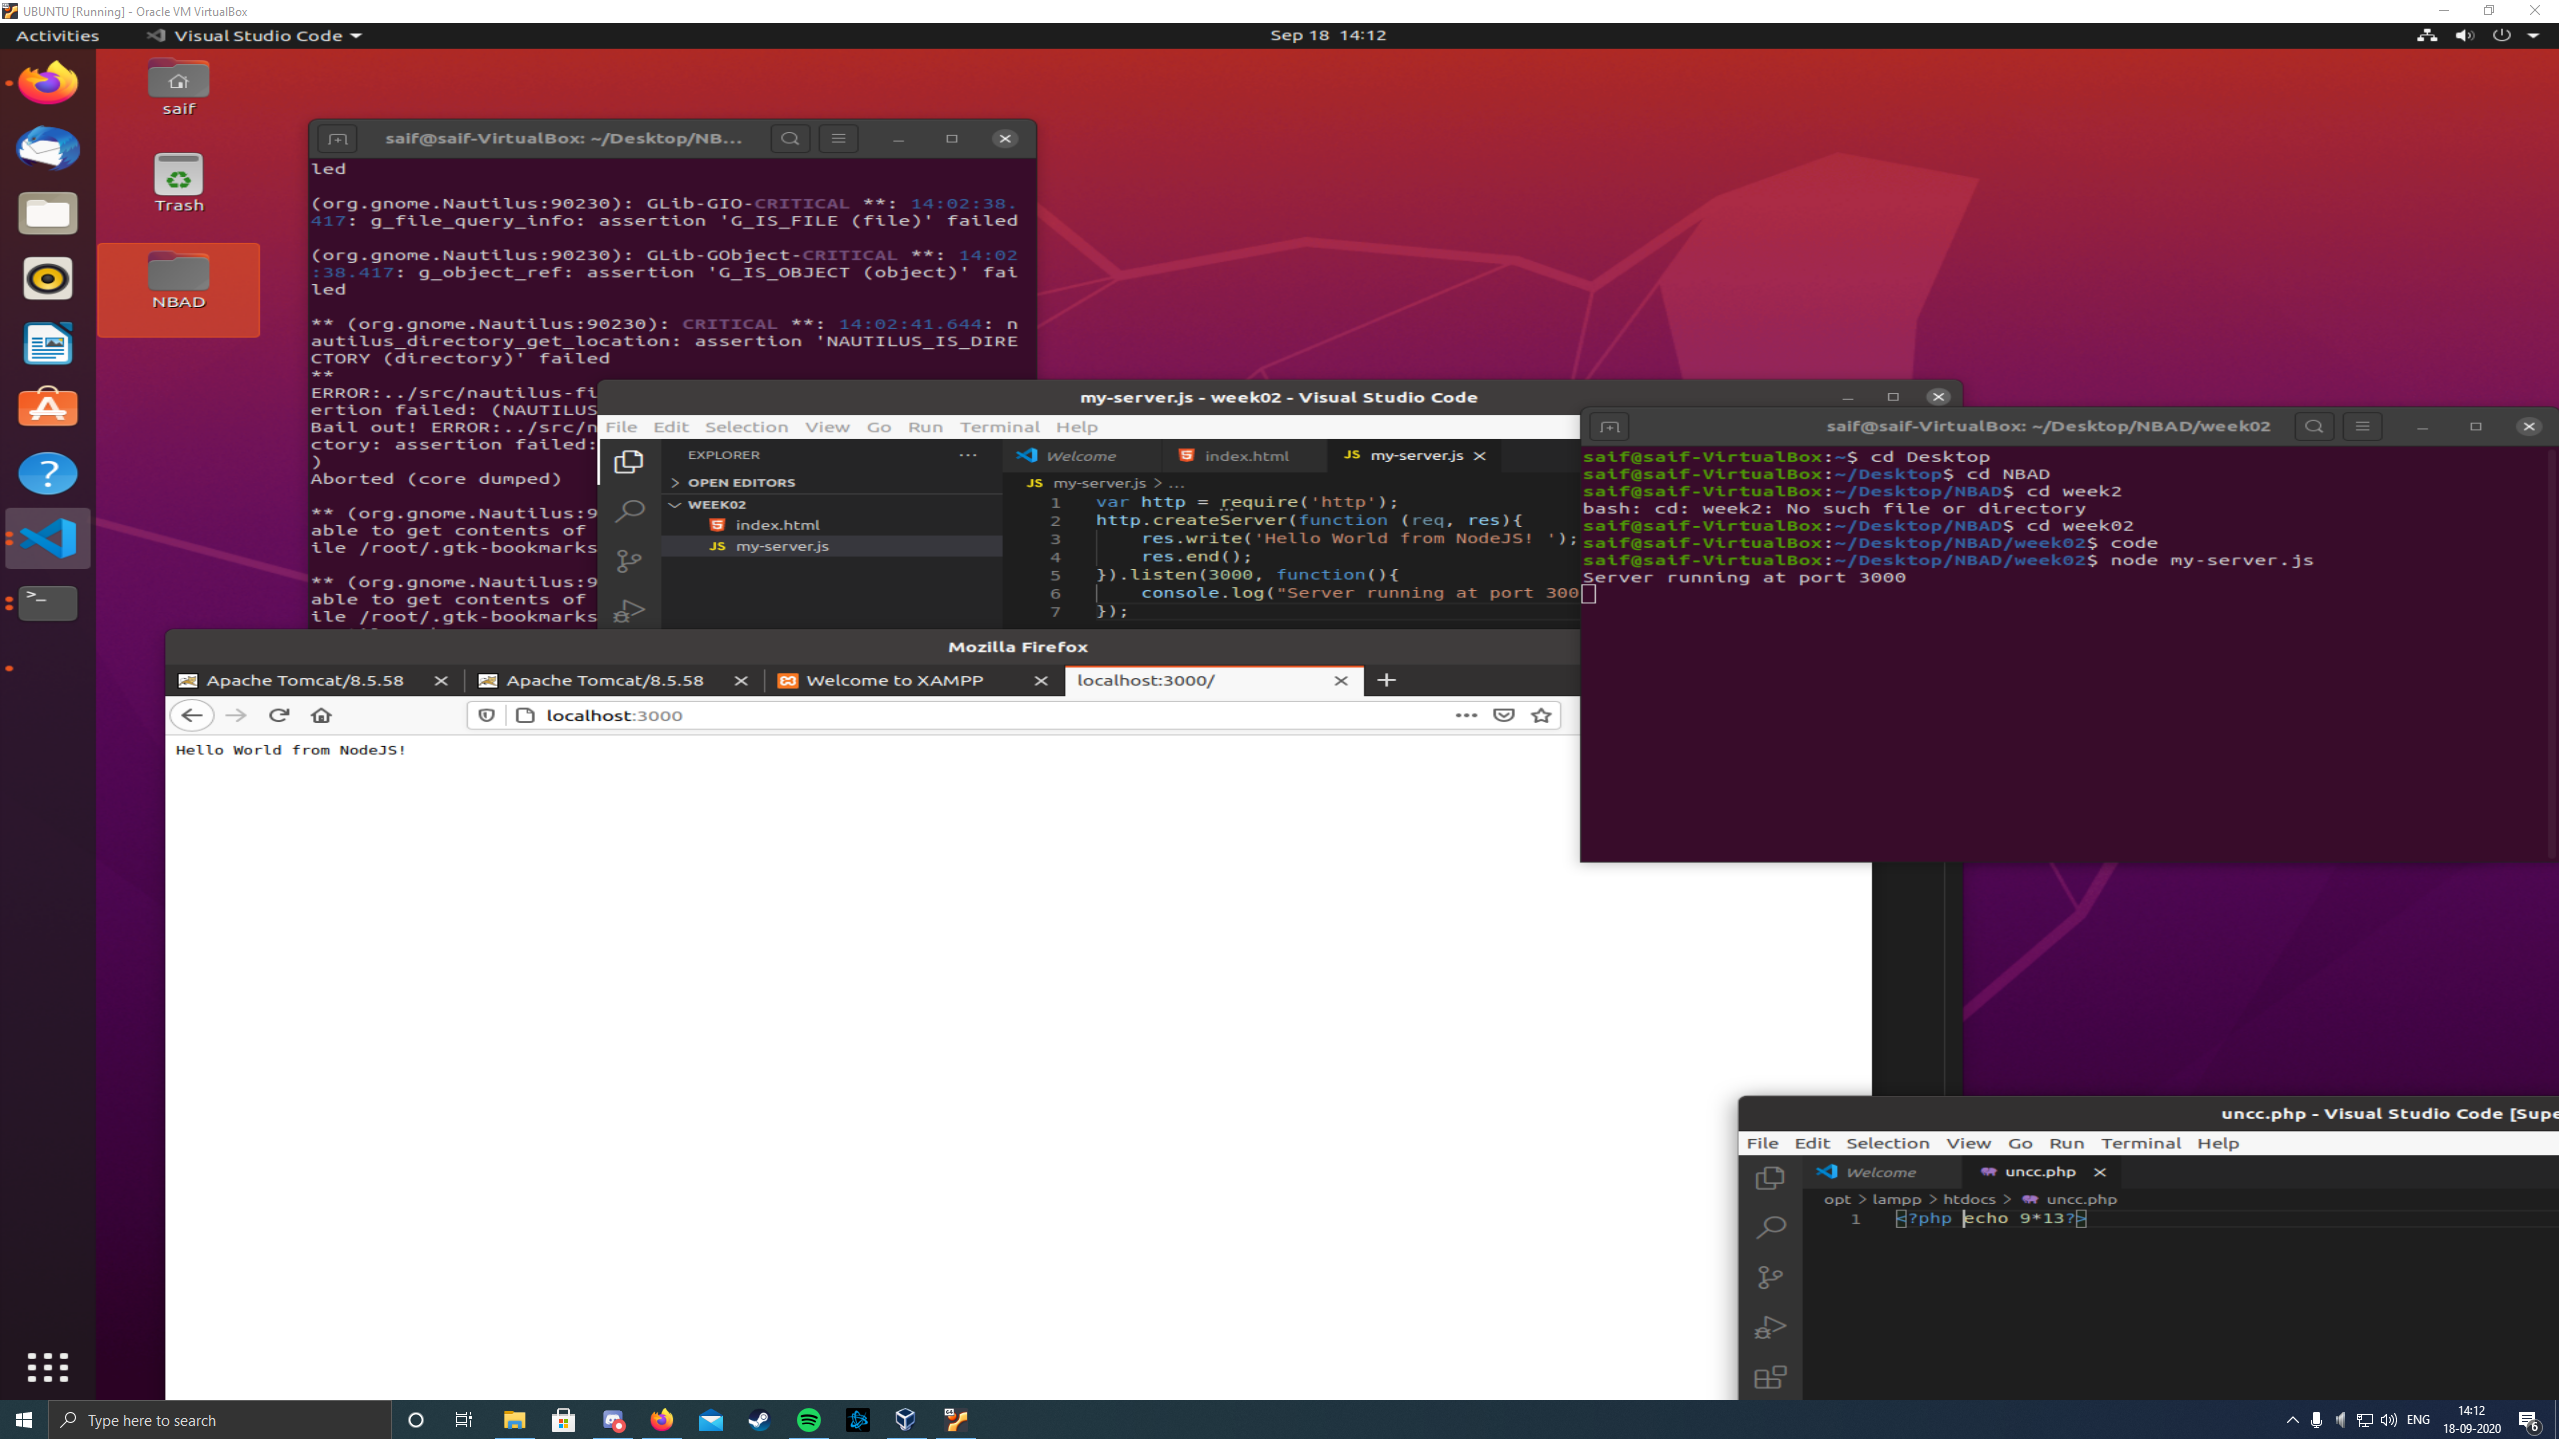 UBUNTU [Running] - Oracle VM VirtualBox
Activities
Visual Studio Code
Sep 18 14:12
saif
Trash
NBAD
saif@saif-VirtualBox: ~/Desktop/NB...
led
(org.gnome.Nautilus:90230): GLib-GIO-CRITICAL **: 14:02:38.
417: g_file_query_info: assertion 'G_IS_FILE (file)' failed
(org.gnome.Nautilus:90230): GLib-GObject-CRITICAL **: 14:02
:38.417: g_object_ref: assertion 'G_IS_OBJECT (object)' fai
led
** (org.gnome.Nautilus:90230): CRITICAL **: 14:02:41.644: n
autilus_directory_get_location: assertion 'NAUTILUS_IS_DIRE
CTORY (directory)' failed
**
ERROR:../src/nautilus-fi
ertion failed: (NAUTILUS
Bail out! ERROR:../src/n
ctory: assertion failed:
)
Aborted (core dumped)
** (org.gnome.Nautilus:9
able to get contents of
ile /root/.gtk-bookmarks
** (org.gnome.Nautilus:9
able to get contents of
ile /root/.gtk-bookmarks
my-server.js - week02 - Visual Studio Code
File Edit Selection View Go Run Terminal Help
EXPLORER
OPEN EDITORS
WEEK02
index.html
JS my-server.js
Welcome
index.html
JS my-server.js
JS my-server.js > ...
1 var http = require('http');
2 http.createServer(function (req, res){
3 res.write('Hello World from NodeJS! ');
4 res.end();
5 }).listen(3000, function(){
6 console.log("Server running at port 300
7 });
saif@saif-VirtualBox: ~/Desktop/NBAD/week02
saif@saif-VirtualBox:~$ cd Desktop
saif@saif-VirtualBox:~/Desktop$ cd NBAD
saif@saif-VirtualBox:~/Desktop/NBAD$ cd week2
bash: cd: week2: No such file or directory
saif@saif-VirtualBox:~/Desktop/NBAD$ cd week02
saif@saif-VirtualBox:~/Desktop/NBAD/week02$ code
saif@saif-VirtualBox:~/Desktop/NBAD/week02$ node my-server.js
Server running at port 3000
Mozilla Firefox
Apache Tomcat/8.5.58
Apache Tomcat/8.5.58
Welcome to XAMPP
localhost:3000/
localhost:3000
Hello World from NodeJS!
uncc.php - Visual Studio Code [Supe
File Edit Selection View Go Run Terminal Help
Welcome
uncc.php
opt > lampp > htdocs > uncc.php
1 <?php echo 9*13?>
Type here to search
ENG
14:12
18-09-2020
6